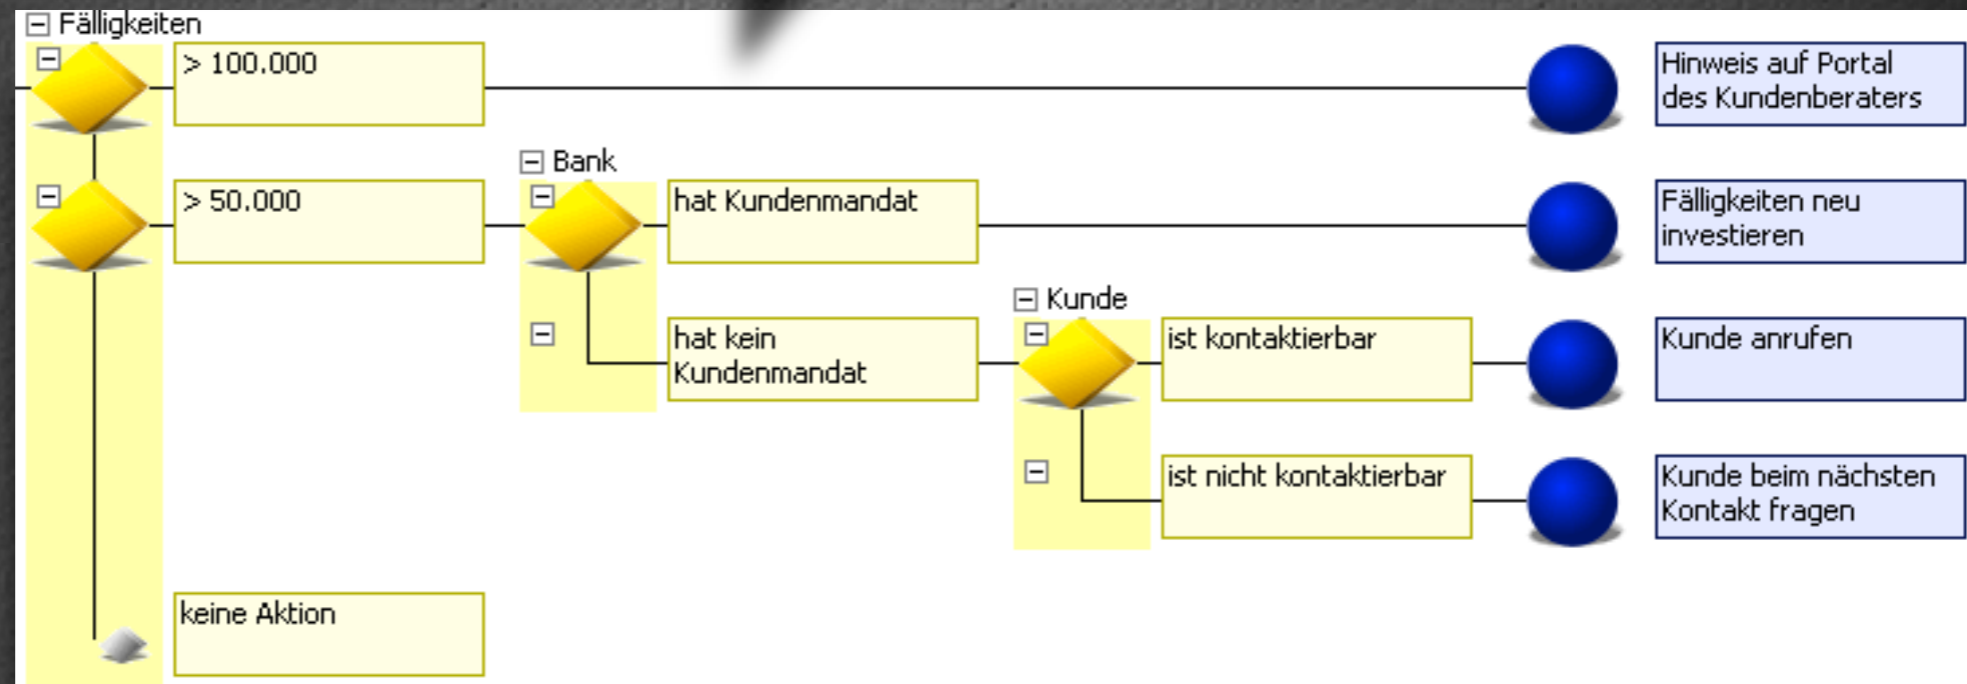 Fälligkeiten
> 100.000
Hinweis auf Portal
des Kundenberaters
Bank
> 50.000
hat Kundenmandat
Fälligkeiten neu
investieren
Kunde
hat kein
Kundenmandat
ist kontaktierbar
Kunde anrufen
ist nicht kontaktierbar
Kunde beim nächsten
Kontakt fragen
keine Aktion